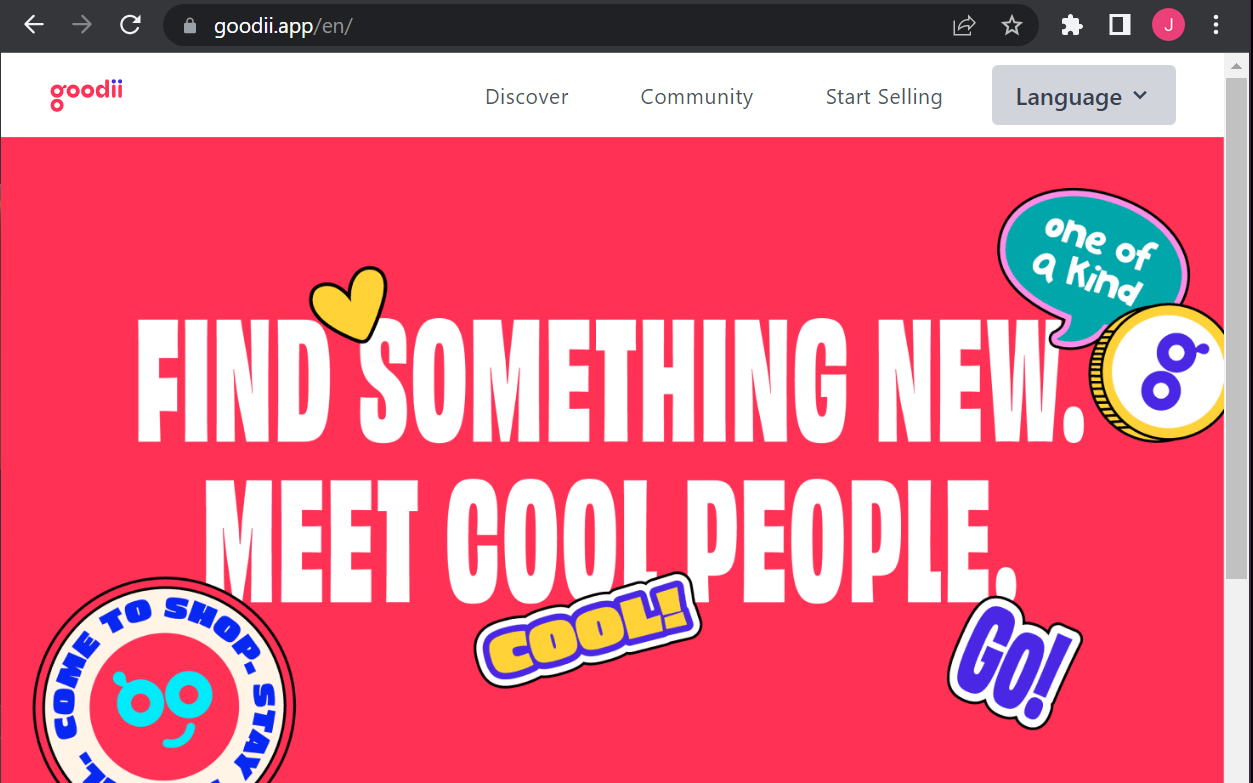 goodii.app/en/
J
goodii
Discover
Community
Start Selling
Language
one of
a kind
FIND SOMETHING NEW.
MEET COOL PEOPLE.
COOL!
GO!
COME TO SHOP. STAY
g